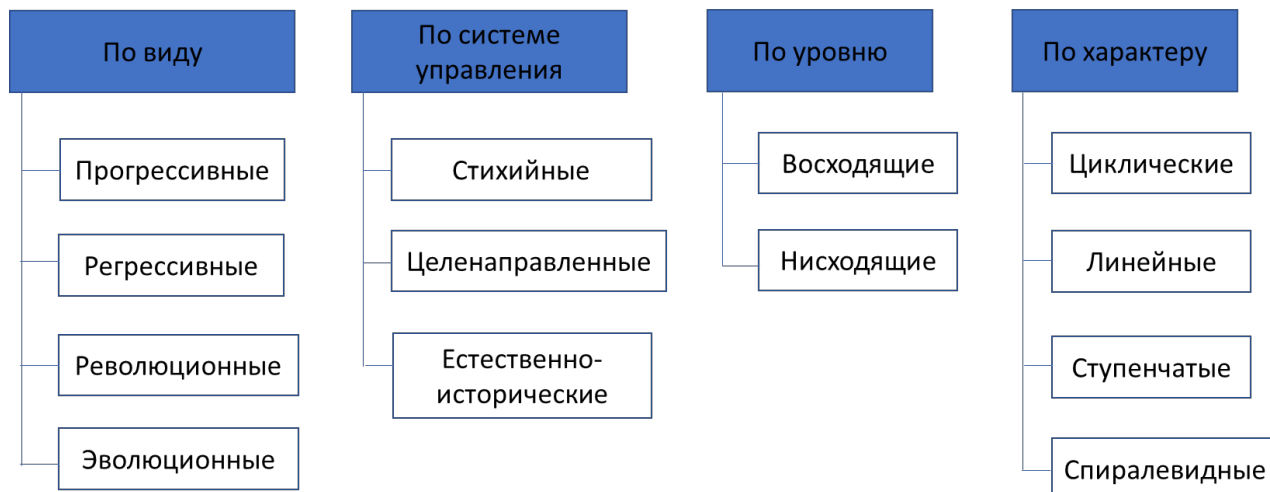 По виду
Прогрессивные
Регрессивные
Революционные
Эволюционные
По системе
управления
Стихийные
Целенаправленные
Естественно-
исторические
По уровню
Восходящие
Нисходящие
По характеру
Циклические
Линейные
Ступенчатые
Спиралевидные